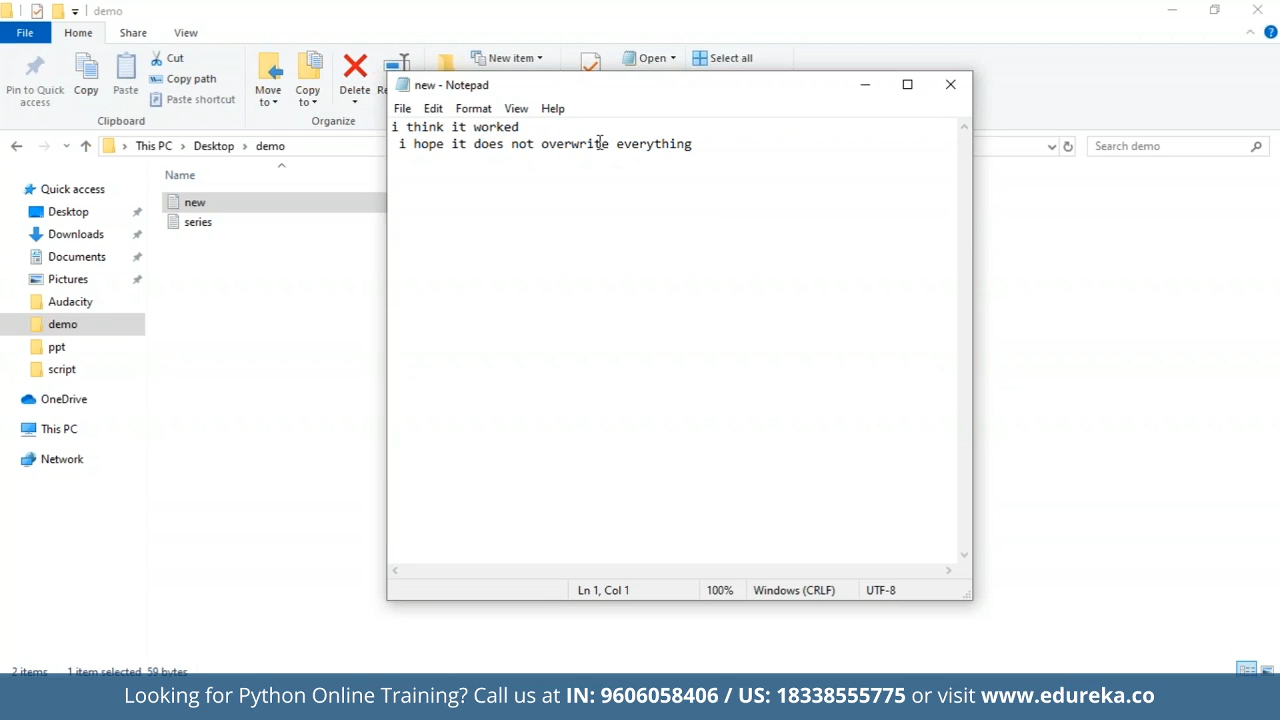 demo
File Home Share View
Pin to Quick access
Copy
Paste
Cut
Copy path
Paste shortcut
Clipboard
Move to
Copy to
Delete
Organize
New item
Open
Select all
new - Notepad
File Edit Format View Help
i think it worked
i hope it does not overwrite everything
Ln 1, Col 1 100% Windows (CRLF) UTF-8
This PC Desktop demo
Search demo
Name
new
series
Quick access
Desktop
Downloads
Documents
Pictures
Audacity
demo
ppt
script
OneDrive
This PC
Network
2 items 1 item selected 59 bytes
Looking for Python Online Training? Call us at IN: 9606058406 / US: 18338555775 or visit www.edureka.co